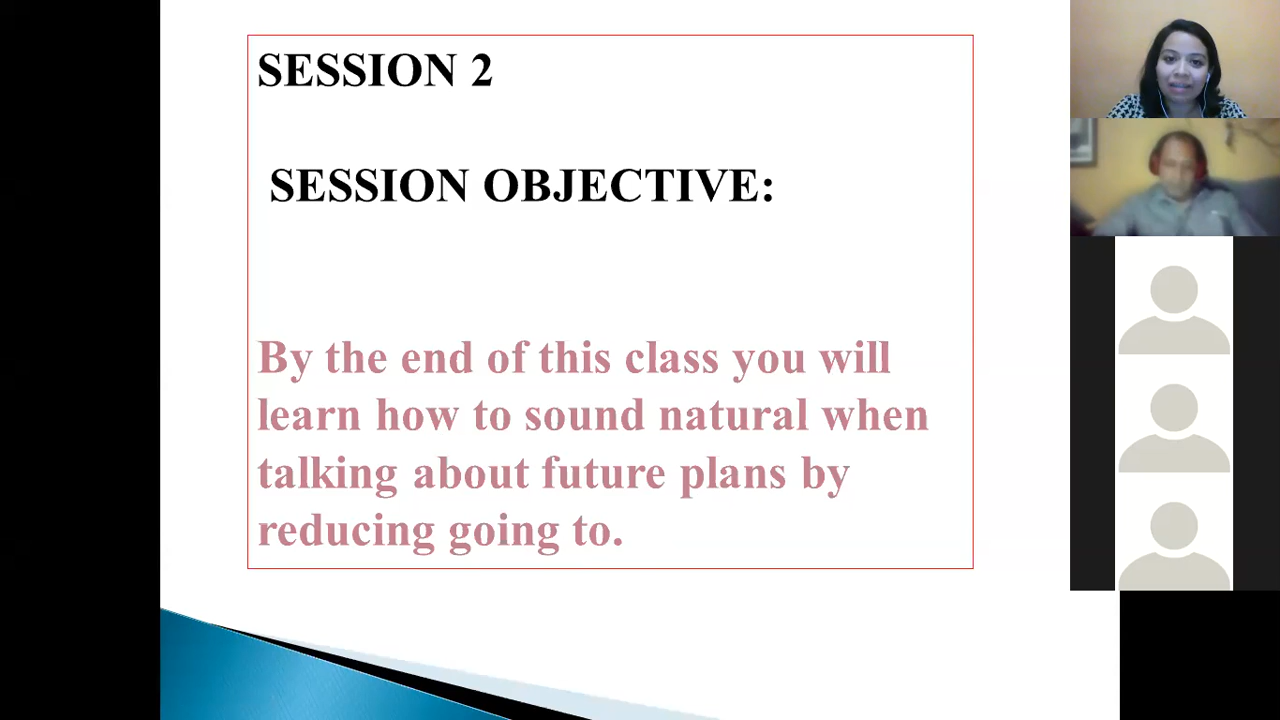 SESSION 2
SESSION OBJECTIVE:
By the end of this class you will
learn how to sound natural when
talking about future plans by
reducing going to.